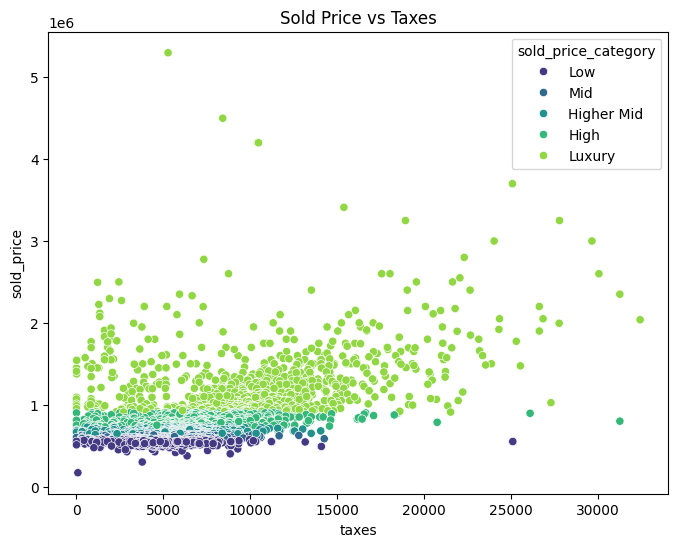 Sold Price vs Taxes
1e6
sold_price_category
Low
Mid
Higher Mid
High
Luxury
5
4
3
2
1
0
sold_price
0 5000 10000 15000 20000 25000 30000
taxes